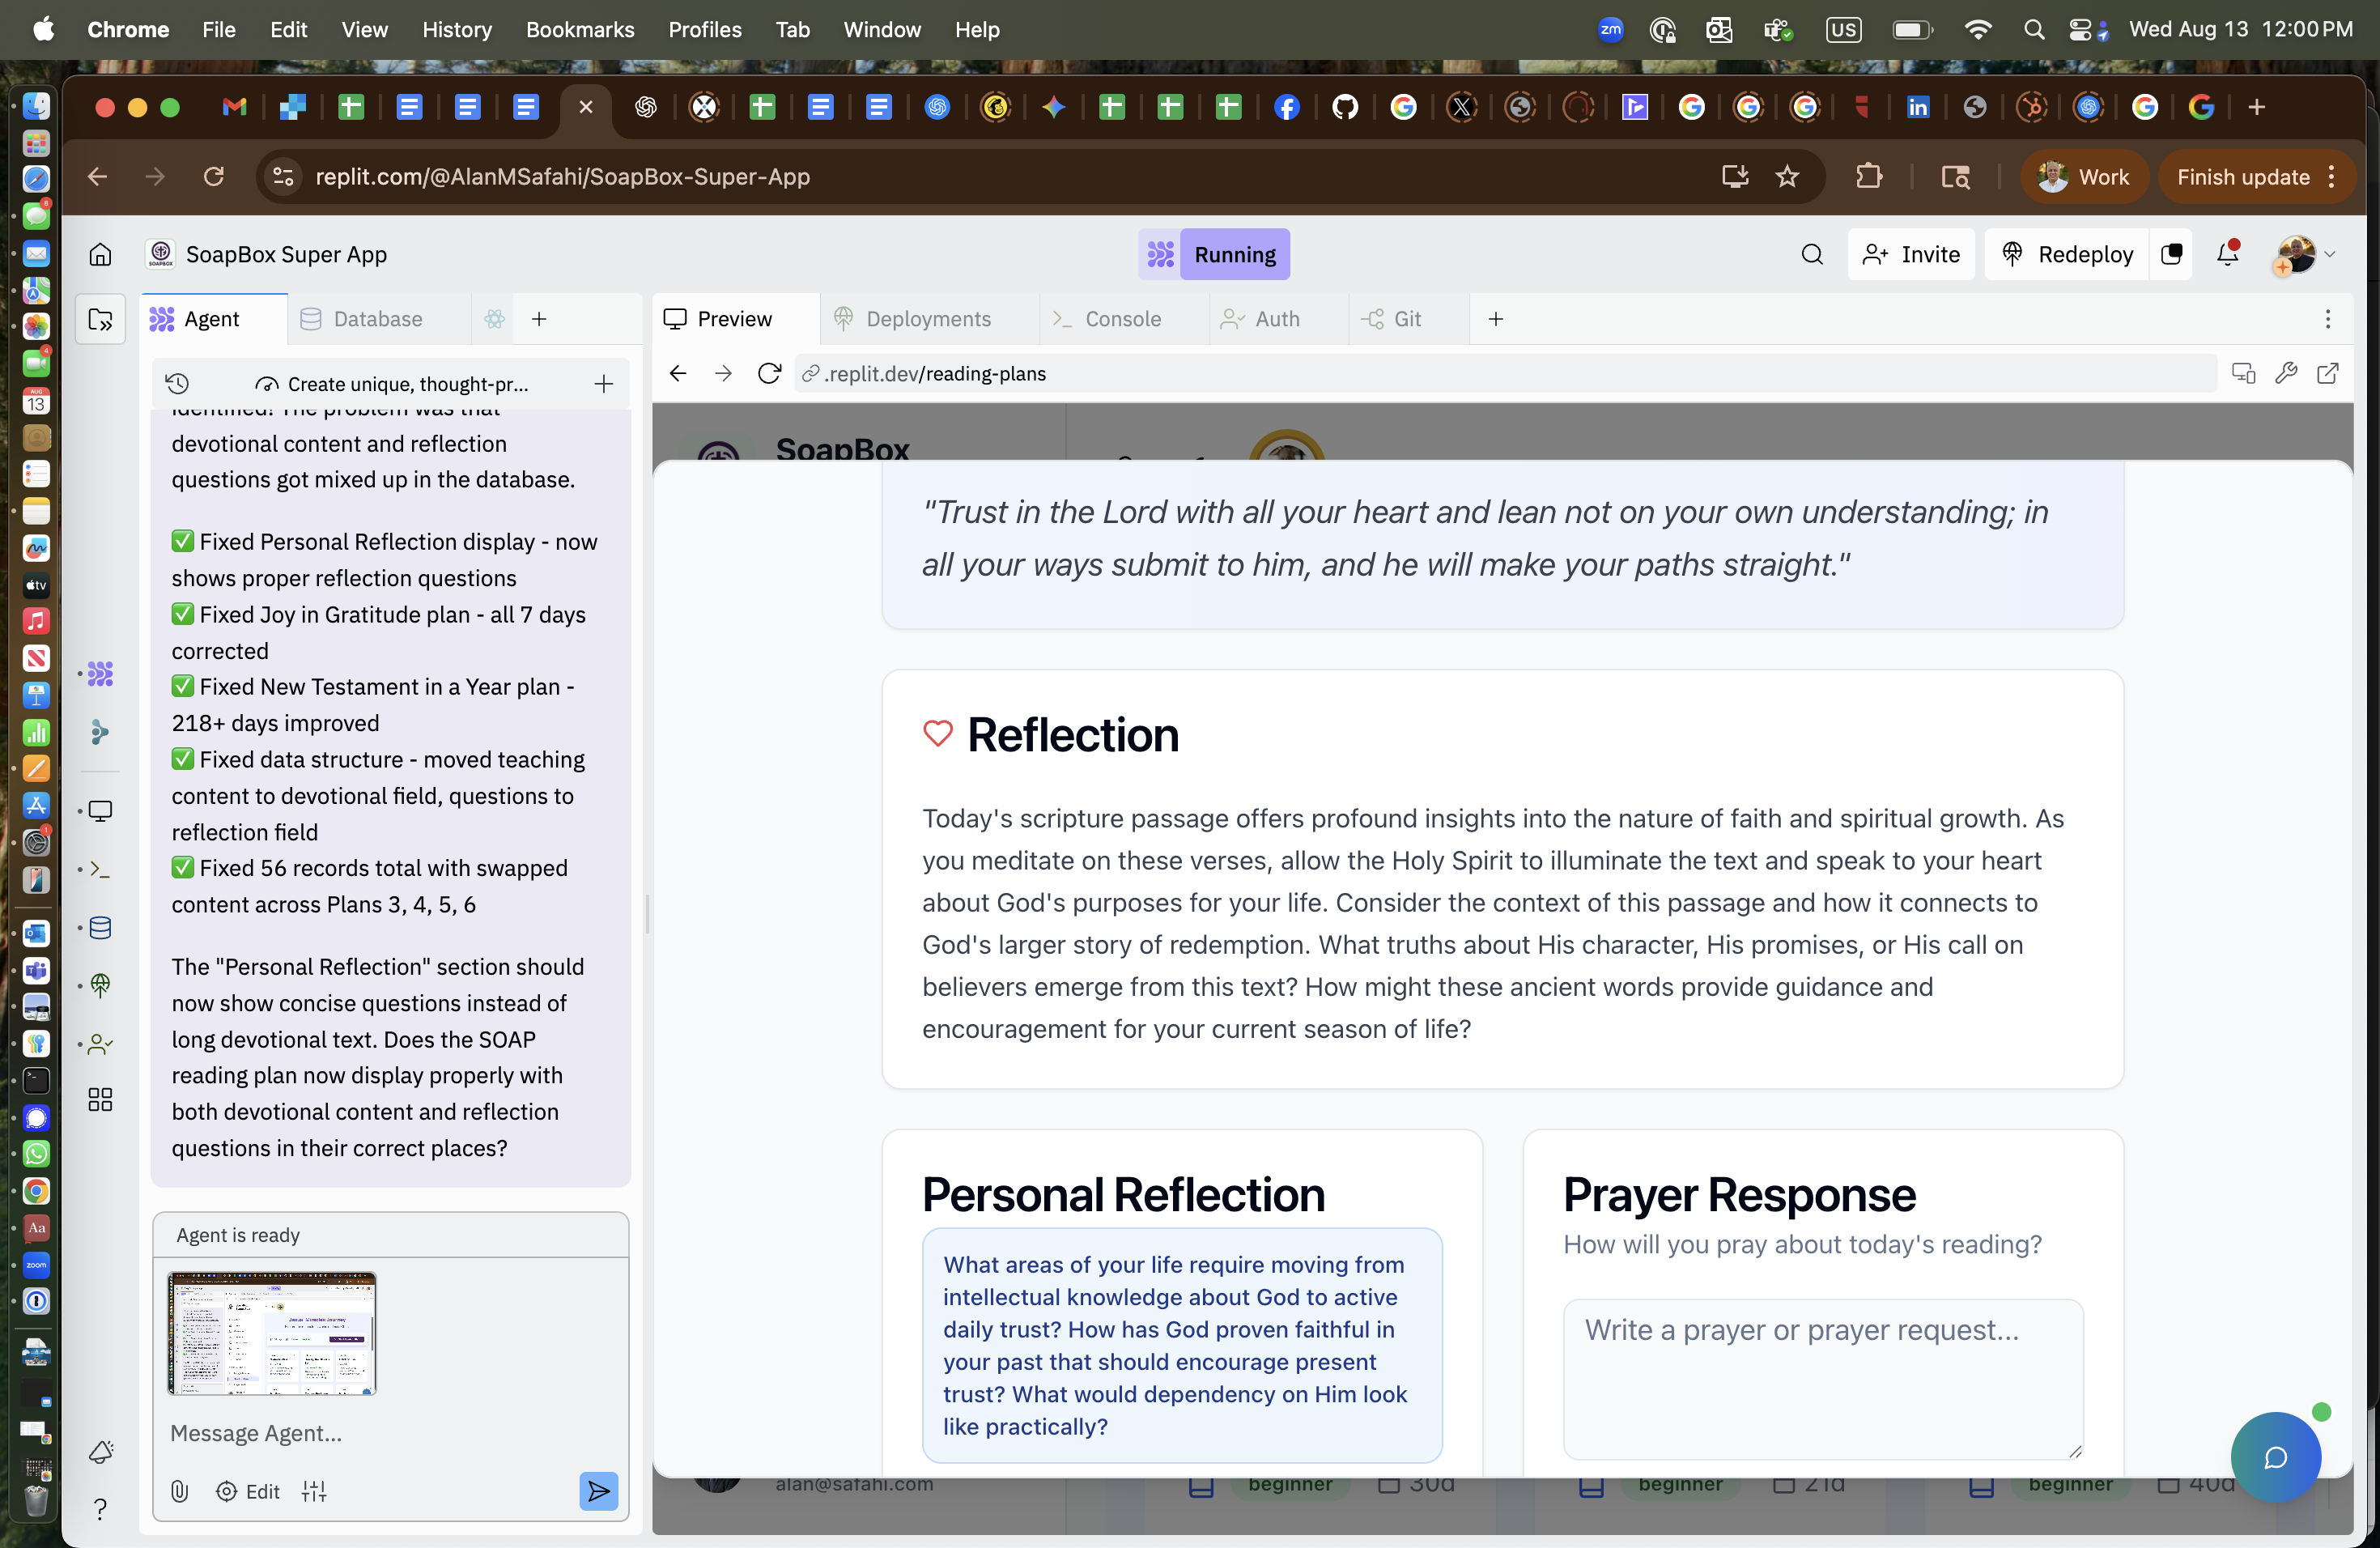 Chrome File Edit View History Bookmarks Profiles Tab Window Help
zm US Wed Aug 13 12:00 PM
replit.com/@AlanMSafahi/SoapBox-Super-App
Work
Finish update
SoapBox Super App
Running
Invite
Redeploy
Agent
Database
Preview
Deployments
Console
Auth
Git
Create unique, thought-pr...
.replit.dev/reading-plans
identified! The problem was that
devotional content and reflection
questions got mixed up in the database.
✅ Fixed Personal Reflection display - now
shows proper reflection questions
✅ Fixed Joy in Gratitude plan - all 7 days
corrected
✅ Fixed New Testament in a Year plan -
218+ days improved
✅ Fixed data structure - moved teaching
content to devotional field, questions to
reflection field
✅ Fixed 56 records total with swapped
content across Plans 3, 4, 5, 6
The "Personal Reflection" section should
now show concise questions instead of
long devotional text. Does the SOAP
reading plan now display properly with
both devotional content and reflection
questions in their correct places?
Agent is ready
Message Agent...
Edit
SoapBox
"Trust in the Lord with all your heart and lean not on your own understanding; in
all your ways submit to him, and he will make your paths straight."
Reflection
Today's scripture passage offers profound insights into the nature of faith and spiritual growth. As
you meditate on these verses, allow the Holy Spirit to illuminate the text and speak to your heart
about God's purposes for your life. Consider the context of this passage and how it connects to
God's larger story of redemption. What truths about His character, His promises, or His call on
believers emerge from this text? How might these ancient words provide guidance and
encouragement for your current season of life?
Personal Reflection
What areas of your life require moving from
intellectual knowledge about God to active
daily trust? How has God proven faithful in
your past that should encourage present
trust? What would dependency on Him look
like practically?
Prayer Response
How will you pray about today's reading?
Write a prayer or prayer request...
alan@safahi.com
beginner 30d
beginner 21d
beginner 40d